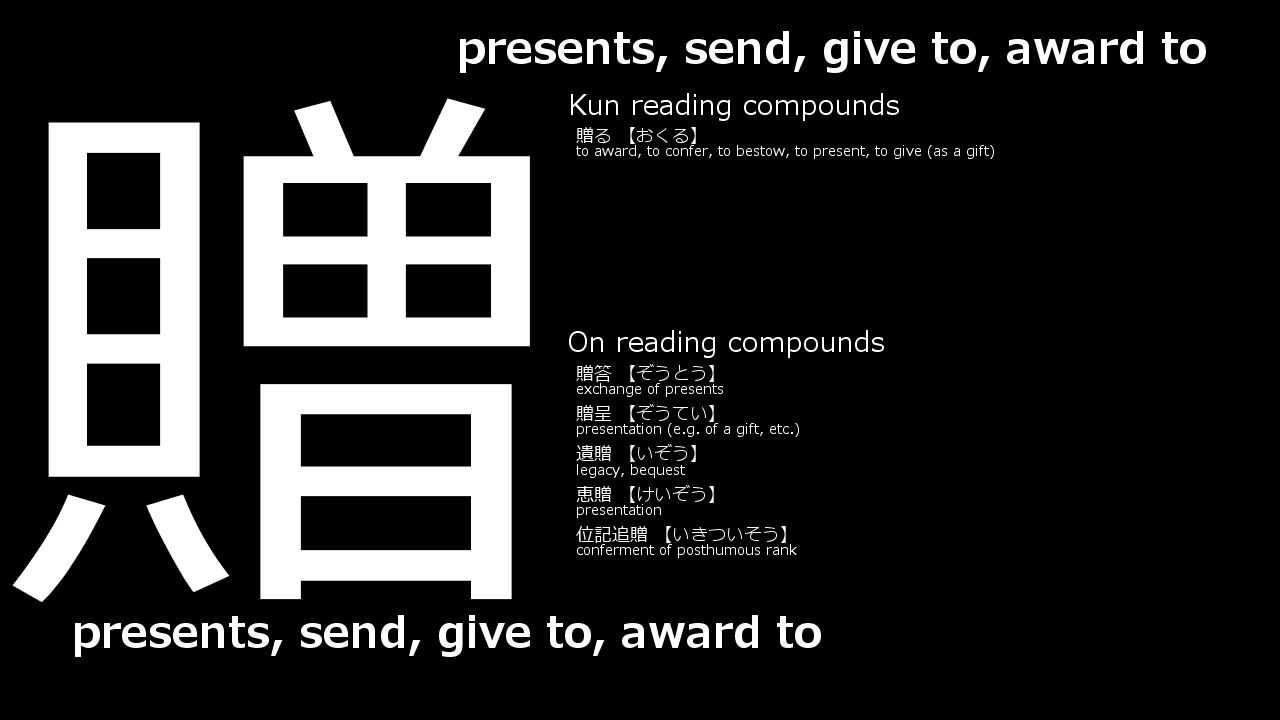 presents, send, give to, award to
贈
Kun reading compounds
贈る 【おくる】
to award, to confer, to bestow, to present, to give (as a gift)
On reading compounds
贈答 【ぞうとう】
exchange of presents
贈呈 【ぞうてい】
presentation (e.g. of a gift, etc.)
遺贈 【いぞう】
legacy, bequest
恵贈 【けいぞう】
presentation
位記追贈 【いきついそう】
conferment of posthumous rank
presents, send, give to, award to